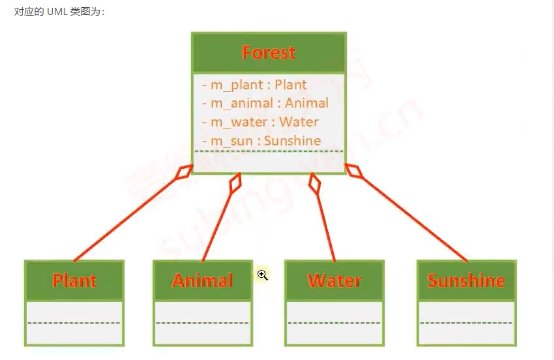 对应的 UML 类图为：
Forest
- m_plant : Plant
- m_animal : Animal
- m_water : Water
- m_sun : Sunshine
Plant
Animal
Water
Sunshine